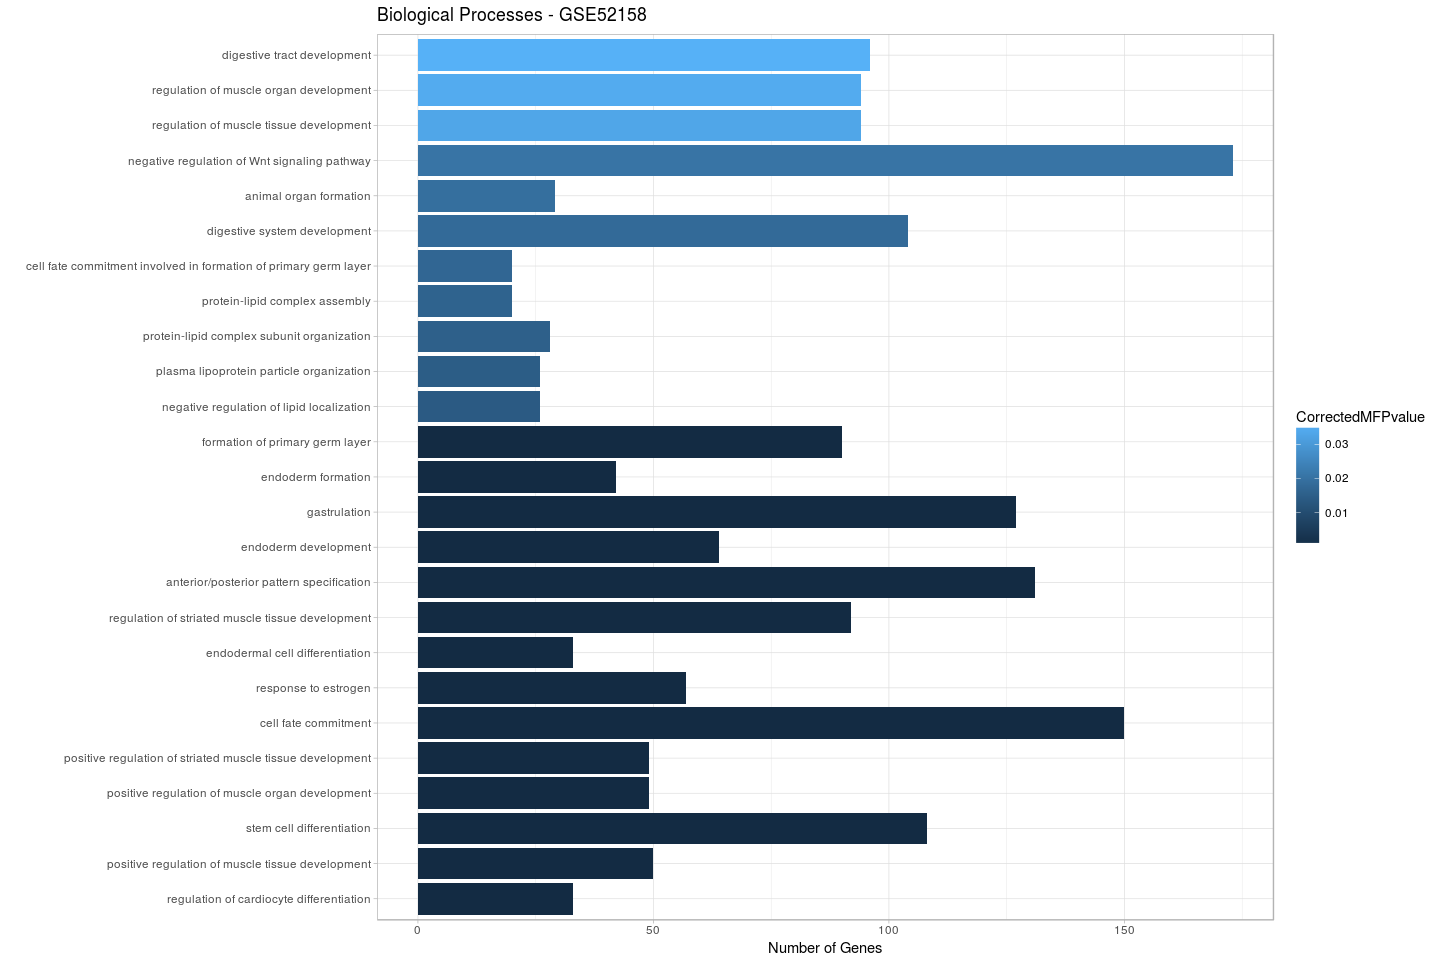 Biological Processes - GSE52158
digestive tract development
regulation of muscle organ development
regulation of muscle tissue development
negative regulation of Wnt signaling pathway
animal organ formation
digestive system development
cell fate commitment involved in formation of primary germ layer
protein-lipid complex assembly
protein-lipid complex subunit organization
plasma lipoprotein particle organization
negative regulation of lipid localization
formation of primary germ layer
endoderm formation
gastrulation
endoderm development
anterior/posterior pattern specification
regulation of striated muscle tissue development
endodermal cell differentiation
response to estrogen
cell fate commitment
positive regulation of striated muscle tissue development
positive regulation of muscle organ development
stem cell differentiation
positive regulation of muscle tissue development
regulation of cardiocyte differentiation
0 50 100 150
Number of Genes
CorrectedMFPvalue
0.03
0.02
0.01